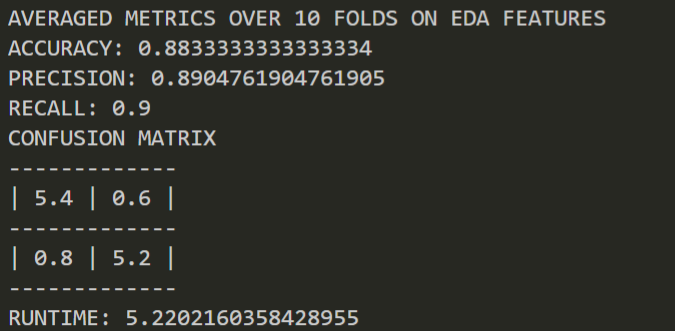 AVERAGED METRICS OVER 10 FOLDS ON EDA FEATURES
ACCURACY: 0.8833333333333334
PRECISION: 0.8904761904761905
RECALL: 0.9
CONFUSION MATRIX
-------------
| 5.4 | 0.6 |
-------------
| 0.8 | 5.2 |
-------------
RUNTIME: 5.2202160358428955